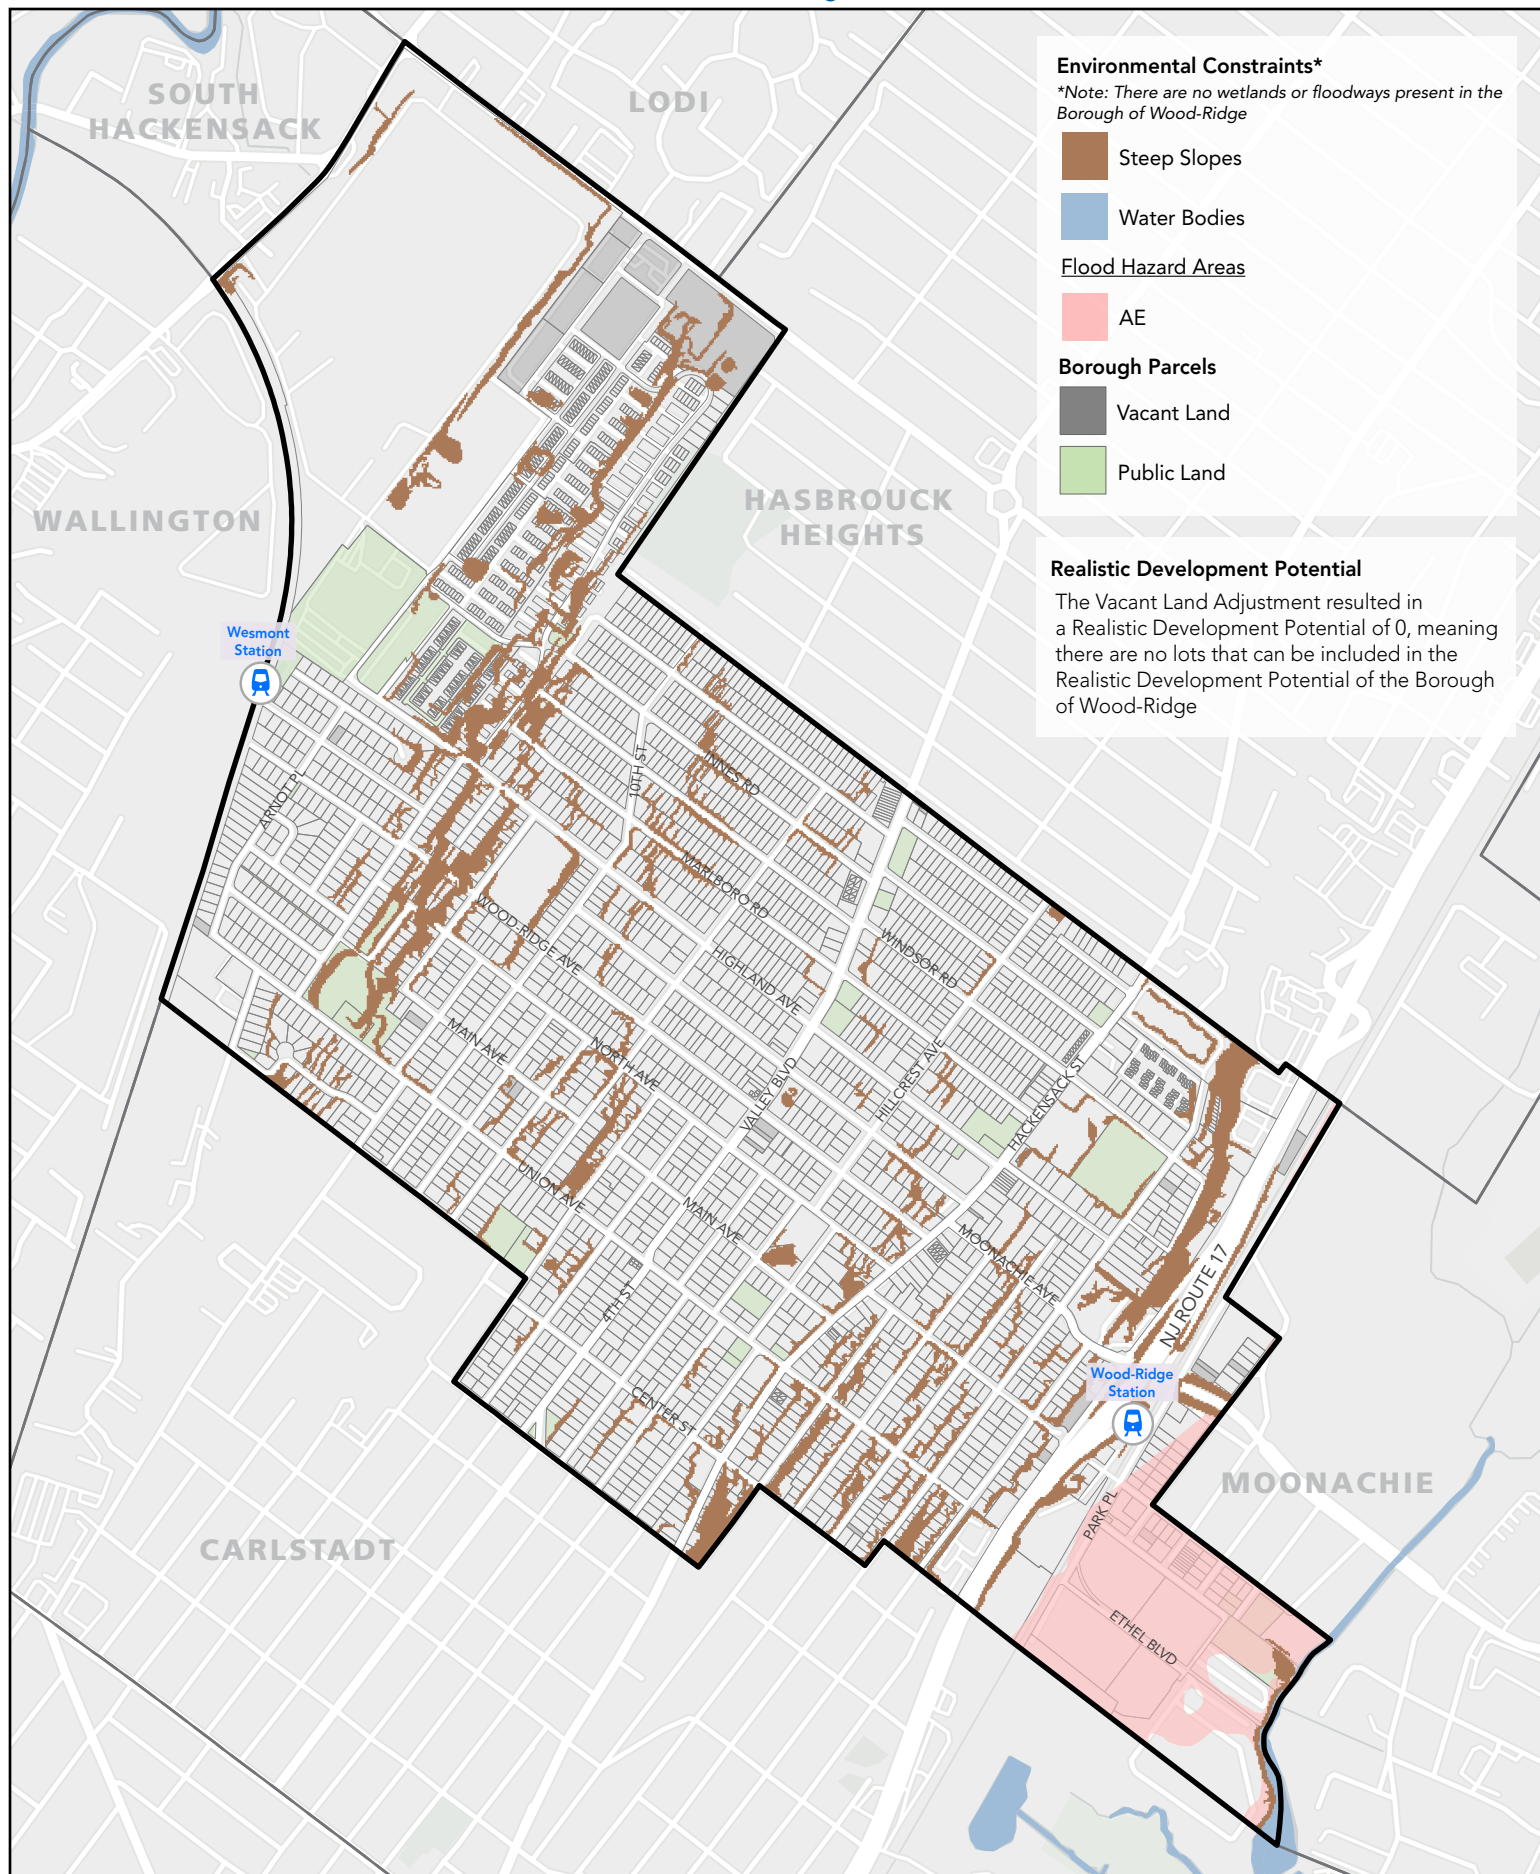 SOUTH
HACKENSACK
LODI
WALLINGTON
HASBROUCK
HEIGHTS
MOONACHIE
CARLSTADT
Environmental Constraints*
*Note: There are no wetlands or floodways present in the
Borough of Wood-Ridge
Steep Slopes
Water Bodies
Flood Hazard Areas
AE
Borough Parcels
Vacant Land
Public Land
Realistic Development Potential
The Vacant Land Adjustment resulted in
a Realistic Development Potential of 0, meaning
there are no lots that can be included in the
Realistic Development Potential of the Borough
of Wood-Ridge
Wesmont
Station
ARNOT PL
10TH ST
INNES RD
MARLBORO RD
WOOD-RIDGE AVE
HIGHLAND AVE
WINDSOR RD
MAIN AVE
NORTH AVE
VALLEY BLVD
HILLCREST AVE
HACKENSACK ST
UNION AVE
MAIN AVE
MOONACHIE AVE
4TH ST
NJ ROUTE 17
CENTER ST
Wood-Ridge
Station
PARK PL
ETHEL BLVD